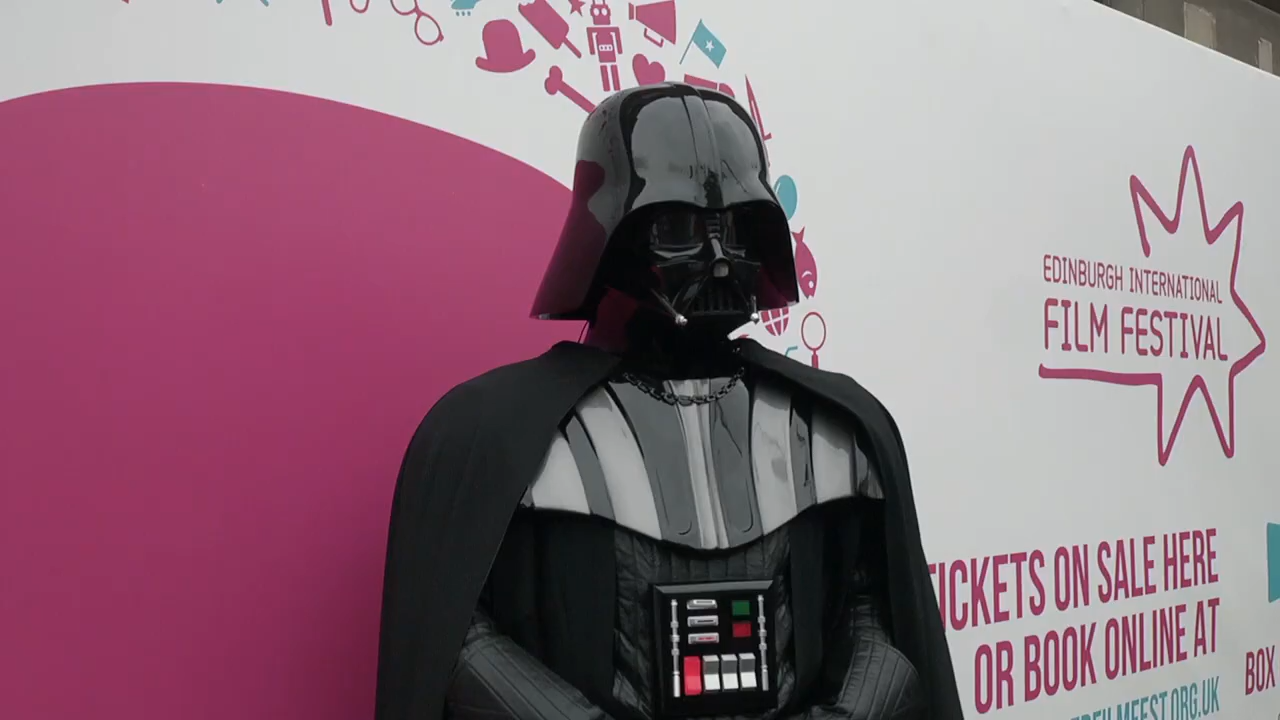 EDINBURGH INTERNATIONAL
FILM FESTIVAL
TICKETS ON SALE HERE
OR BOOK ONLINE AT
BOX